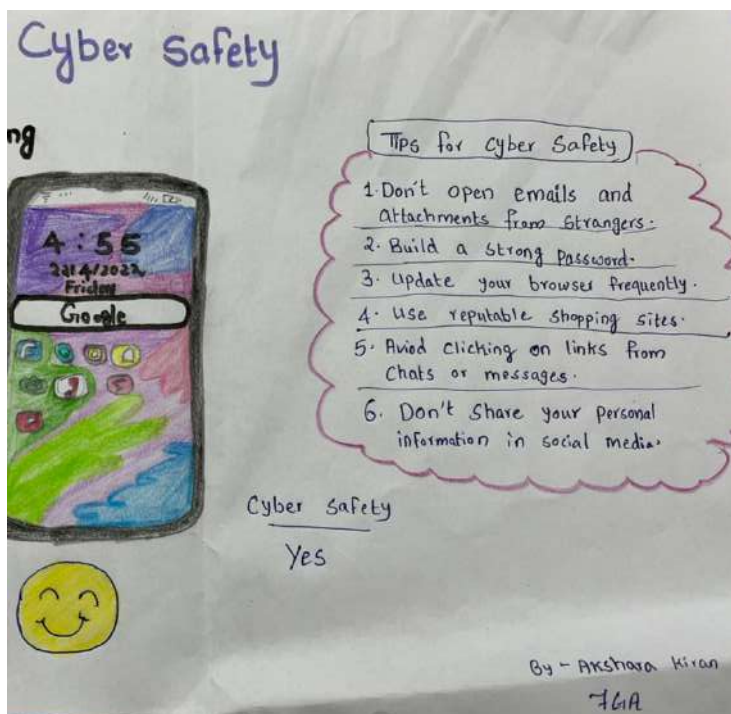 Cyber Safety
ng
4:55
22/4/2022
Friday
Google
Tips for Cyber Safety
1. Don't open emails and
attachments from strangers.
2. Build a strong password.
3. Update your browser frequently.
4. Use reputable shopping sites.
5. Aviod clicking on links from
chats or messages.
6. Don't share your personal
information in social media.
Cyber Safety
Yes
By - Akshara Kiran
7GA